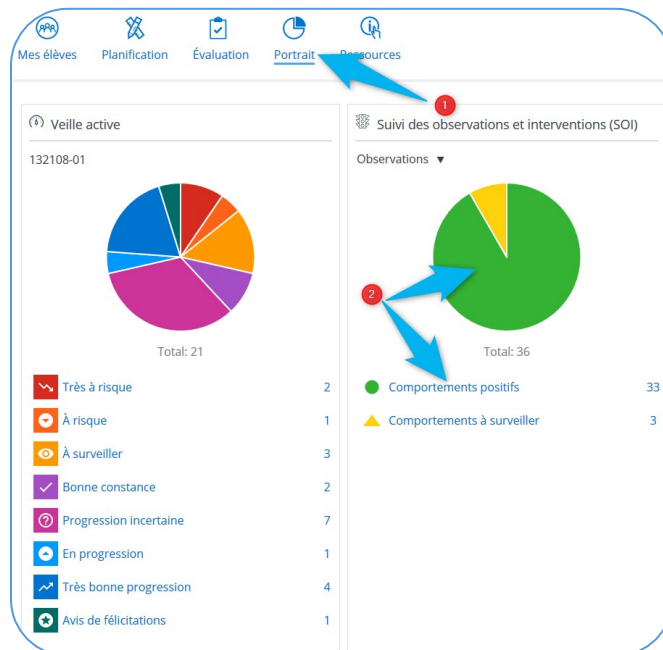 Mes élèves Planification Évaluation Portrait Ressources
1
Veille active
132108-01
Total: 21
Très à risque 2
À risque 1
À surveiller 3
Bonne constance 2
Progression incertaine 7
En progression 1
Très bonne progression 4
Avis de félicitations 1
Suivi des observations et interventions (SOI)
Observations ▼
2
Total: 36
Comportements positifs 33
Comportements à surveiller 3